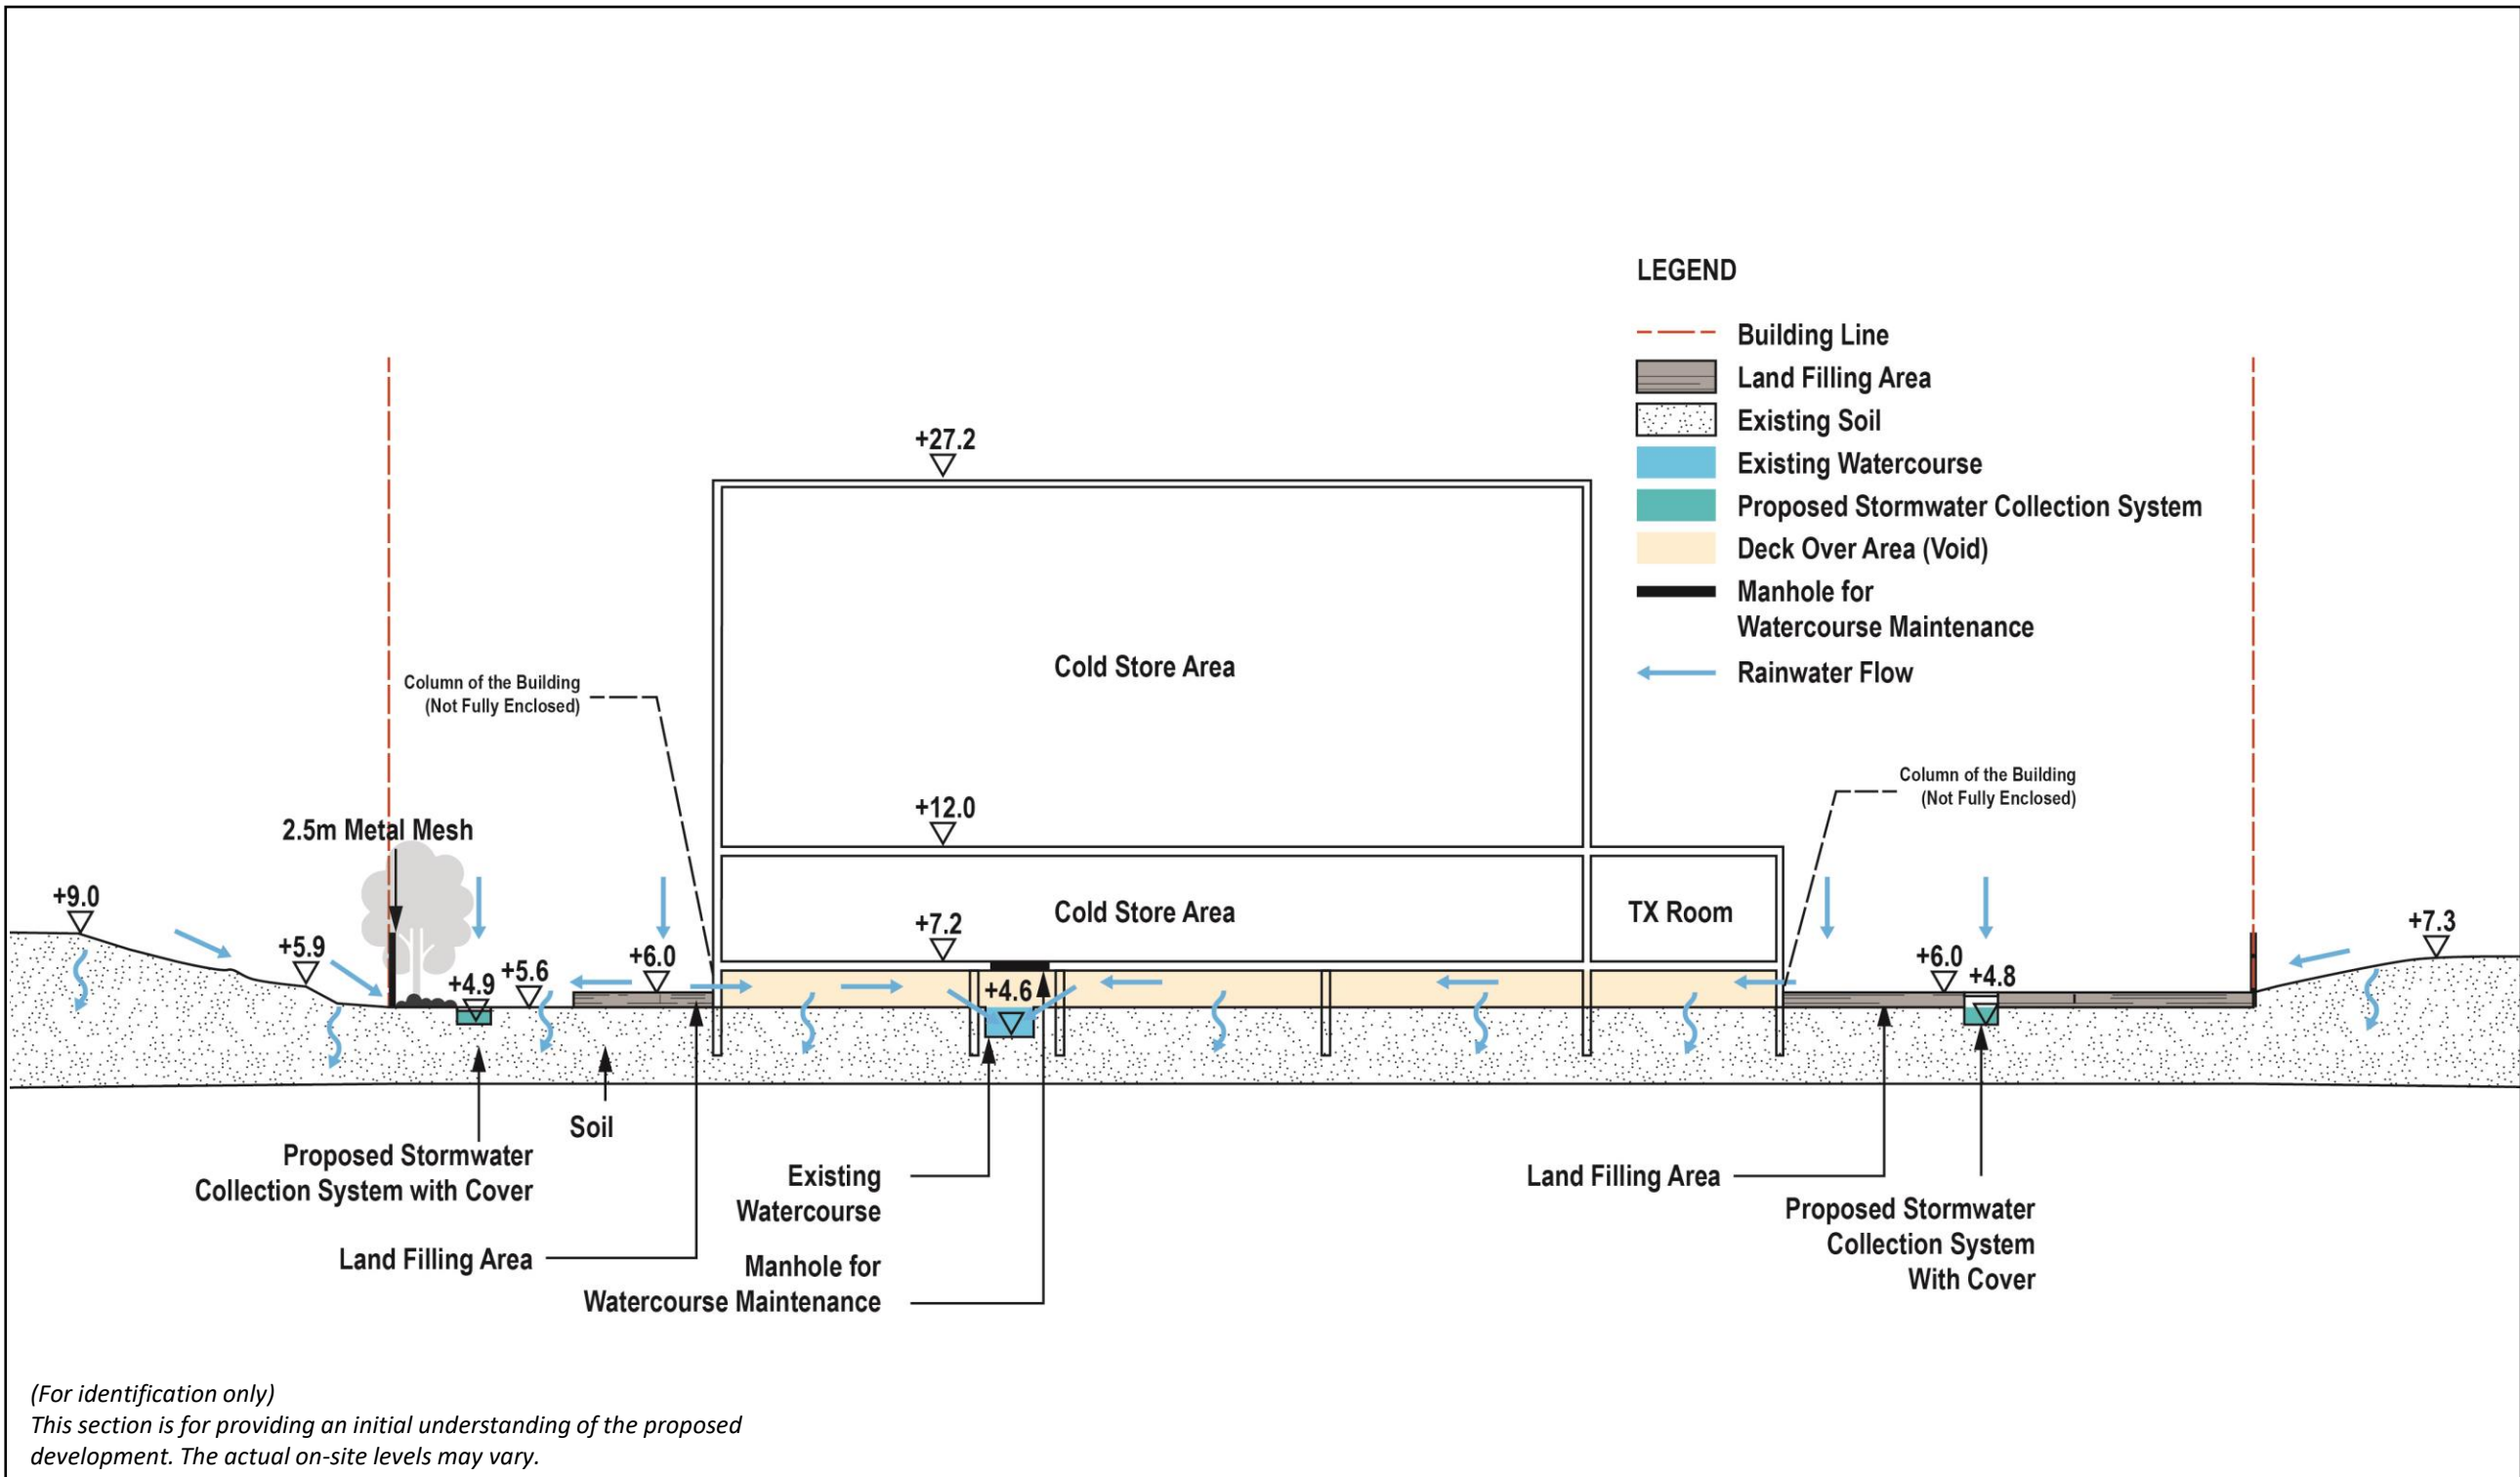 LEGEND
Building Line
Land Filling Area
Existing Soil
Existing Watercourse
Proposed Stormwater Collection System
Deck Over Area (Void)
Manhole for
Watercourse Maintenance
Rainwater Flow
+27.2
Cold Store Area
Column of the Building
(Not Fully Enclosed)
Column of the Building
(Not Fully Enclosed)
+12.0
2.5m Metal Mesh
+9.0
+5.9
+4.9
+5.6
+6.0
+7.2
Cold Store Area
TX Room
+4.6
+6.0
+4.8
+7.3
Soil
Proposed Stormwater
Collection System with Cover
Land Filling Area
Existing
Watercourse
Manhole for
Watercourse Maintenance
Land Filling Area
Proposed Stormwater
Collection System
With Cover
(For identification only)
This section is for providing an initial understanding of the proposed
development. The actual on-site levels may vary.